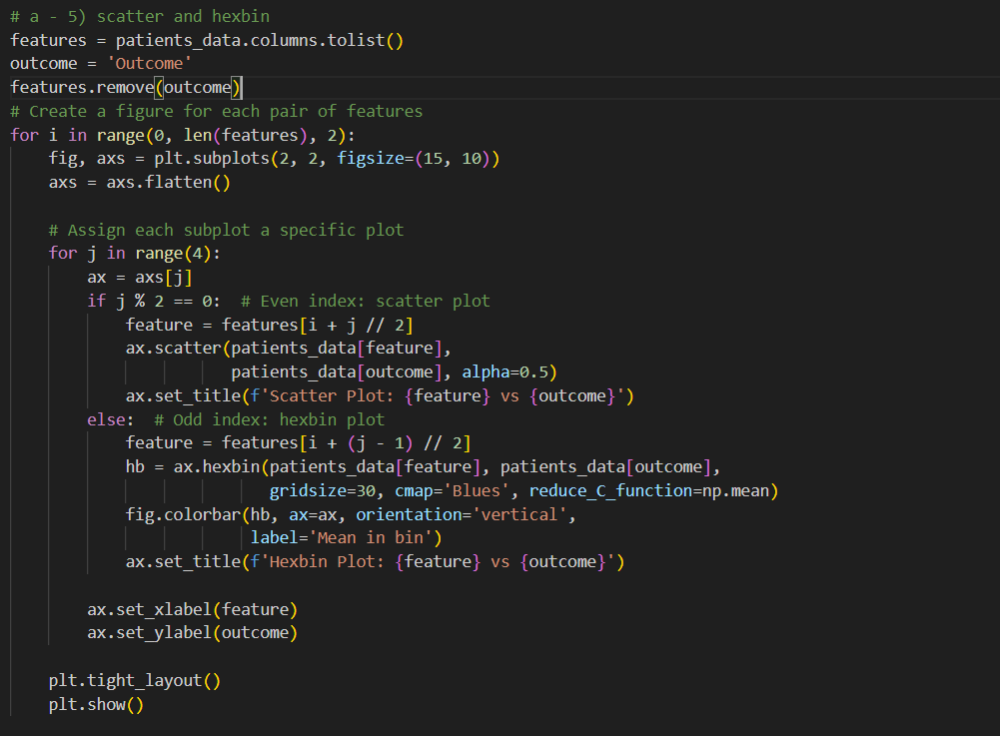 # a - 5) scatter and hexbin
features = patients_data.columns.tolist()
outcome = 'Outcome'
features.remove(outcome)
# Create a figure for each pair of features
for i in range(0, len(features), 2):
    fig, axs = plt.subplots(2, 2, figsize=(15, 10))
    axs = axs.flatten()

    # Assign each subplot a specific plot
    for j in range(4):
        ax = axs[j]
        if j % 2 == 0:  # Even index: scatter plot
            feature = features[i + j // 2]
            ax.scatter(patients_data[feature],
                       patients_data[outcome], alpha=0.5)
            ax.set_title(f'Scatter Plot: {feature} vs {outcome}')
        else:  # Odd index: hexbin plot
            feature = features[i + (j - 1) // 2]
            hb = ax.hexbin(patients_data[feature], patients_data[outcome],
                           gridsize=30, cmap='Blues', reduce_C_function=np.mean)
            fig.colorbar(hb, ax=ax, orientation='vertical',
                         label='Mean in bin')
            ax.set_title(f'Hexbin Plot: {feature} vs {outcome}')

        ax.set_xlabel(feature)
        ax.set_ylabel(outcome)

    plt.tight_layout()
    plt.show()